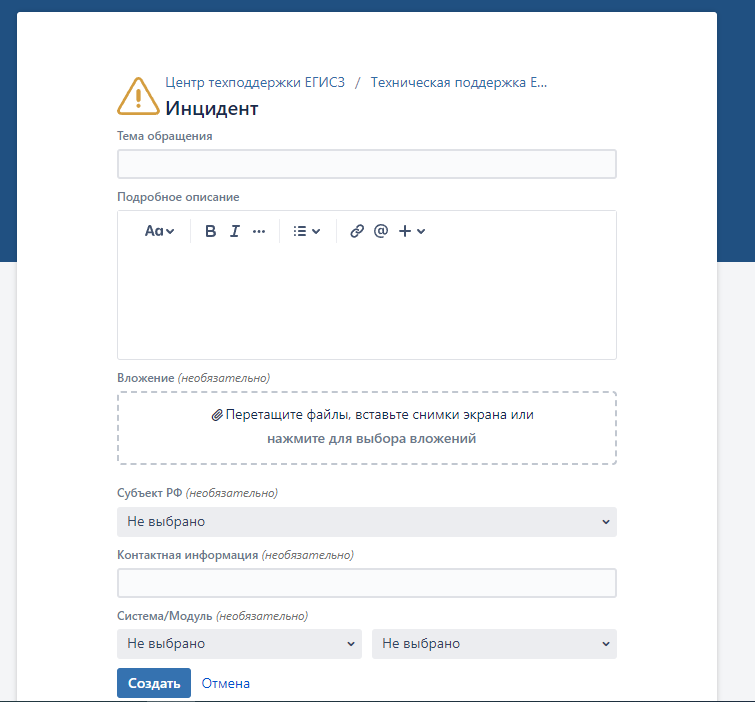 Центр техподдержки ЕГИСЗ / Техническая поддержка Е...
Инцидент
Тема обращения
Подробное описание
Aa B I ... @ +
Вложение (необязательно)
Перетащите файлы, вставьте снимки экрана или
нажмите для выбора вложений
Субъект РФ (необязательно)
Не выбрано
Контактная информация (необязательно)
Система/Модуль (необязательно)
Не выбрано Не выбрано
Создать Отмена